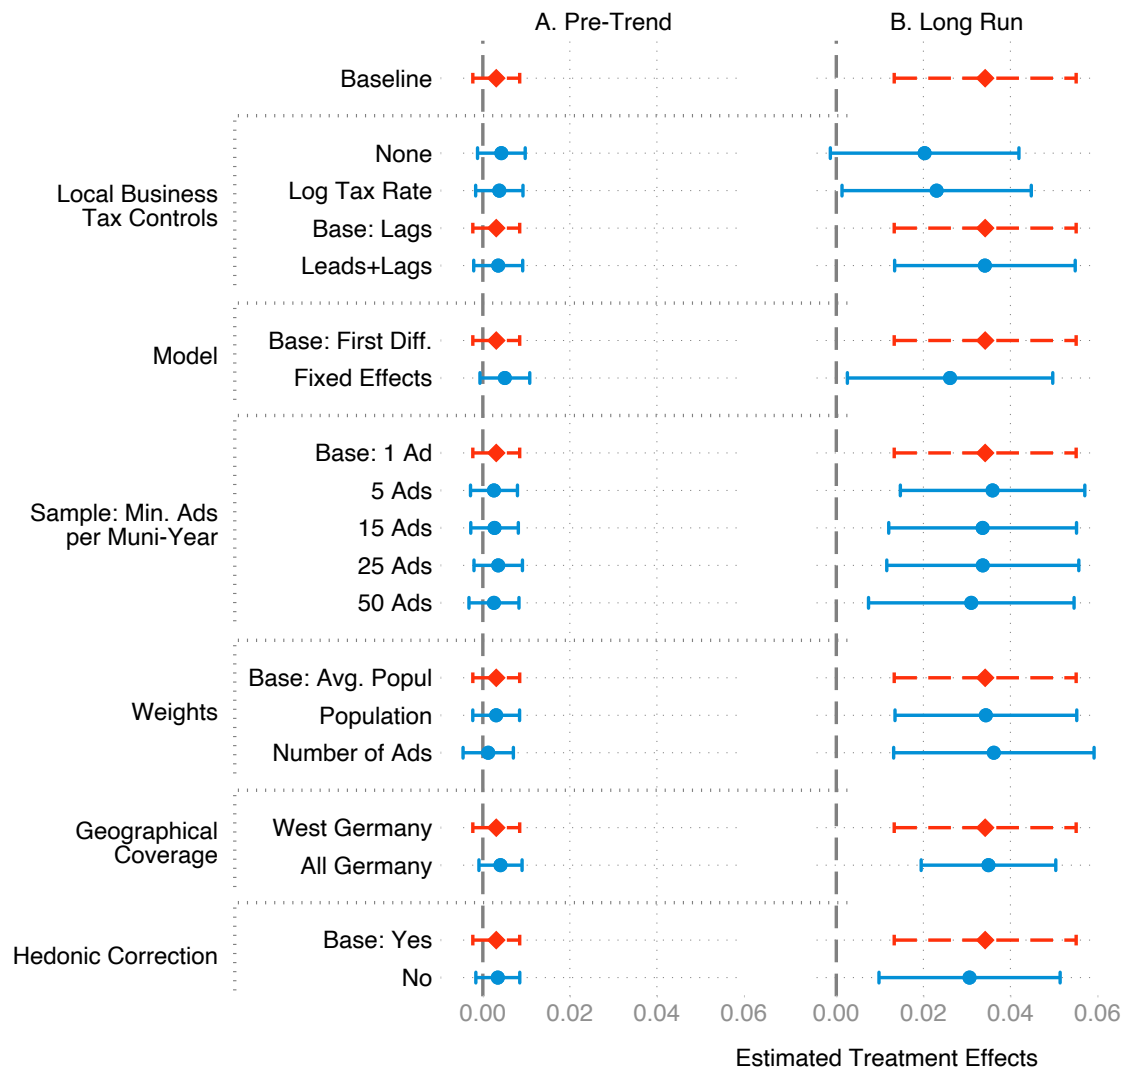 A. Pre-Trend
B. Long Run
Baseline
Local Business
Tax Controls
None
Log Tax Rate
Base: Lags
Leads+Lags
Model
Base: First Diff.
Fixed Effects
Sample: Min. Ads
per Muni-Year
Base: 1 Ad
5 Ads
15 Ads
25 Ads
50 Ads
Weights
Base: Avg. Popul
Population
Number of Ads
Geographical
Coverage
West Germany
All Germany
Hedonic Correction
Base: Yes
No
0.00 0.02 0.04 0.06 0.00 0.02 0.04 0.06
Estimated Treatment Effects